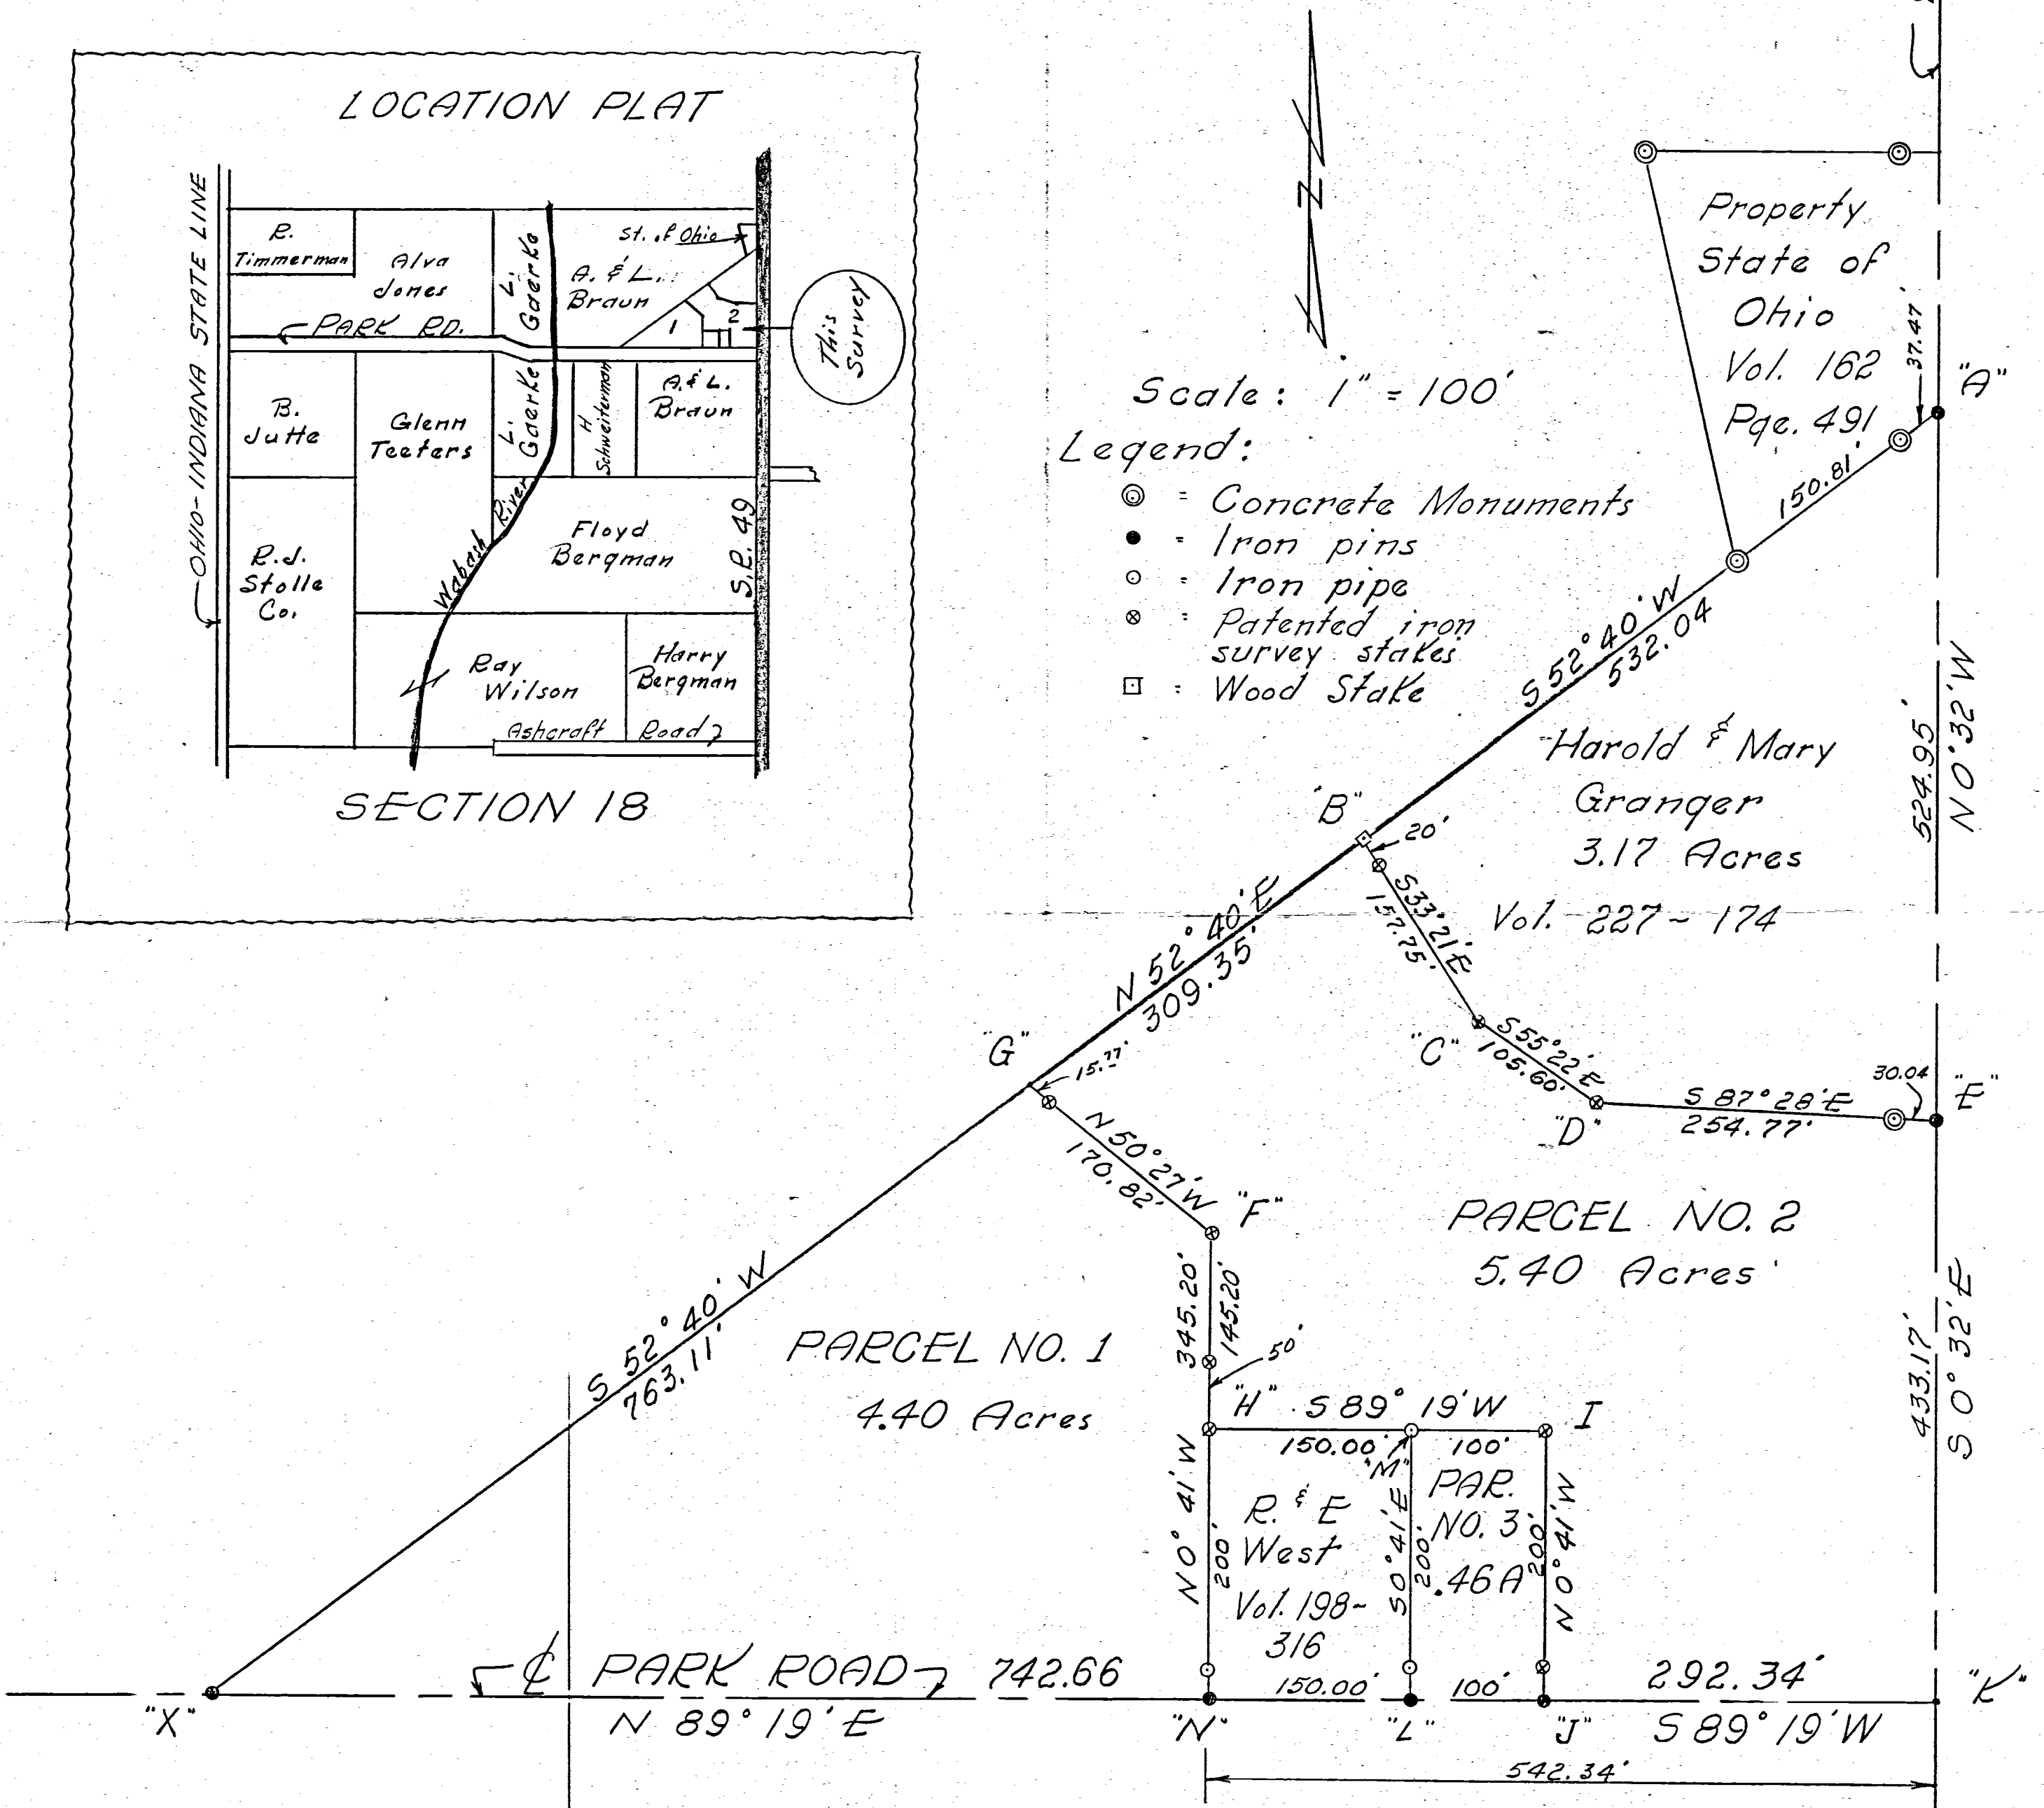 LOCATION PLAT
OHIO-INDIANA STATE LINE
R.
Timmerman
Alva
Jones
L.
Gaerke
St. of Ohio
A. & L.
Braun
1
2
This
Survey
PARK RD.
B.
Jutte
Glenn
Teeters
L.
Gaerke
H
Schweiterman
A. & L.
Braun
R.J.
Stolle
Co.
Wabash River
Floyd
Bergman
S.R. 49
Ray
Wilson
Harry
Bergman
Ashcraft Road
SECTION 18
N
Scale: 1" = 100'
Legend:
= Concrete Monuments
= Iron pins
= Iron pipe
= Patented iron
survey stakes
= Wood Stake
Property
State of
Ohio
Vol. 162
Pge. 491
37.47'
"A"
150.81'
S 52° 40' W
532.04
Harold & Mary
Granger
3.17 Acres
Vol. 227 ~ 174
524.95'
N 0° 32' W
"B"
20'
S 33° 21' E
157.75'
N 52° 40' E
309.35'
"G"
15.77'
"C"
S 55° 22' E
105.60'
"D"
S 87° 28' E
254.77'
30.04
"E"
N 50° 27' W
170.82'
"F"
PARCEL NO. 2
5.40 Acres
345.20'
145.20'
50'
433.17'
S 0° 32' E
S 52° 40' W
763.11'
PARCEL NO. 1
4.40 Acres
"H"
S 89° 19' W
I
150.00'
"M"
100'
N 0° 41' W
200'
R. & E
West
Vol. 198~
316
S 0° 41' E
200'
PAR.
NO. 3
.46 A
200'
N 0° 41' W
℄ PARK ROAD
742.66
N 89° 19' E
150.00'
100'
292.34'
S 89° 19' W
"X"
"N"
"L"
"J"
"K"
542.34'